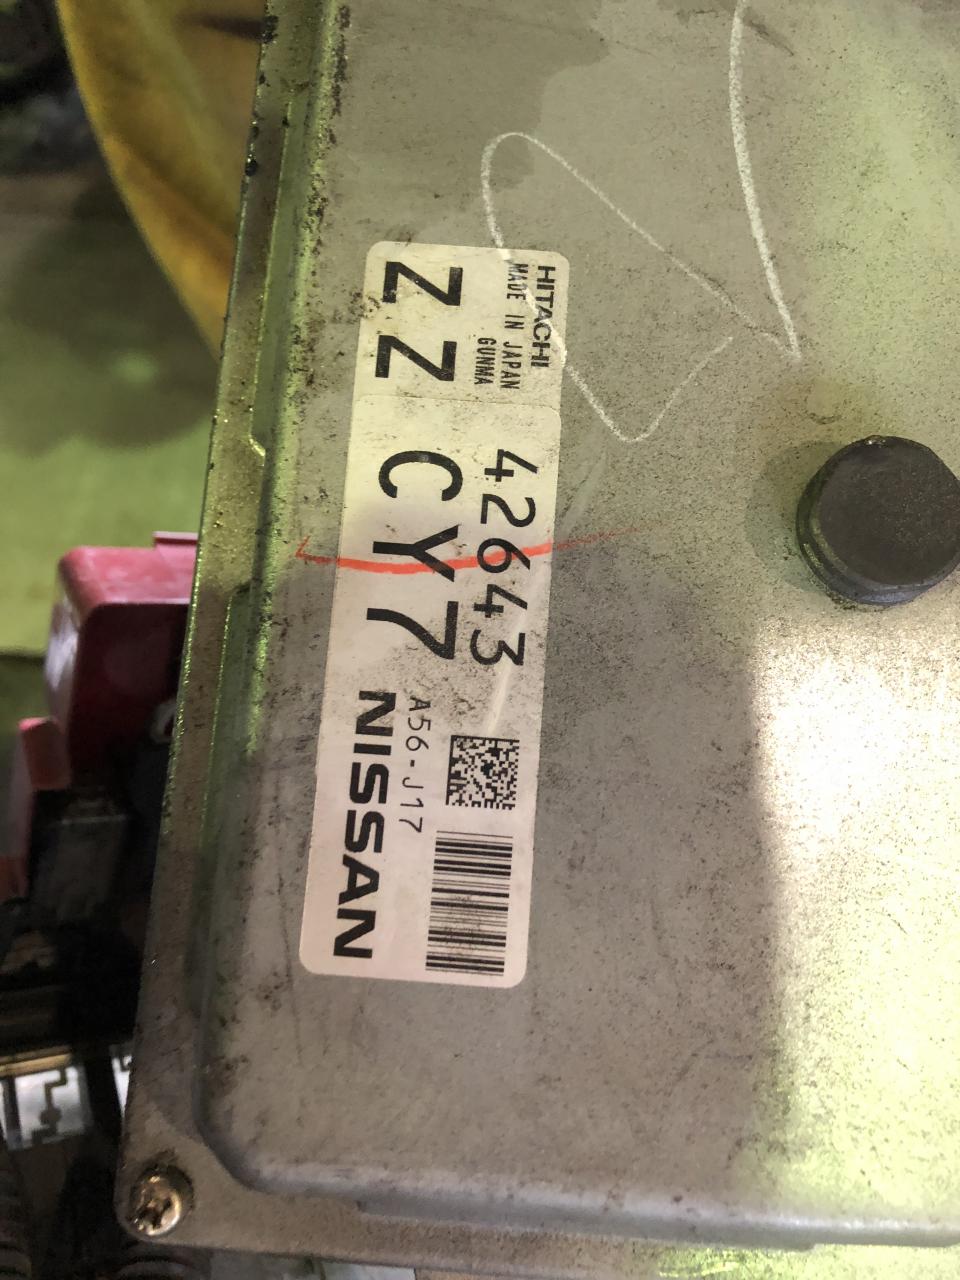 HITACHI
MADE IN JAPAN
GUNMA
ZZ
42643
CY7
A56-J17
NISSAN